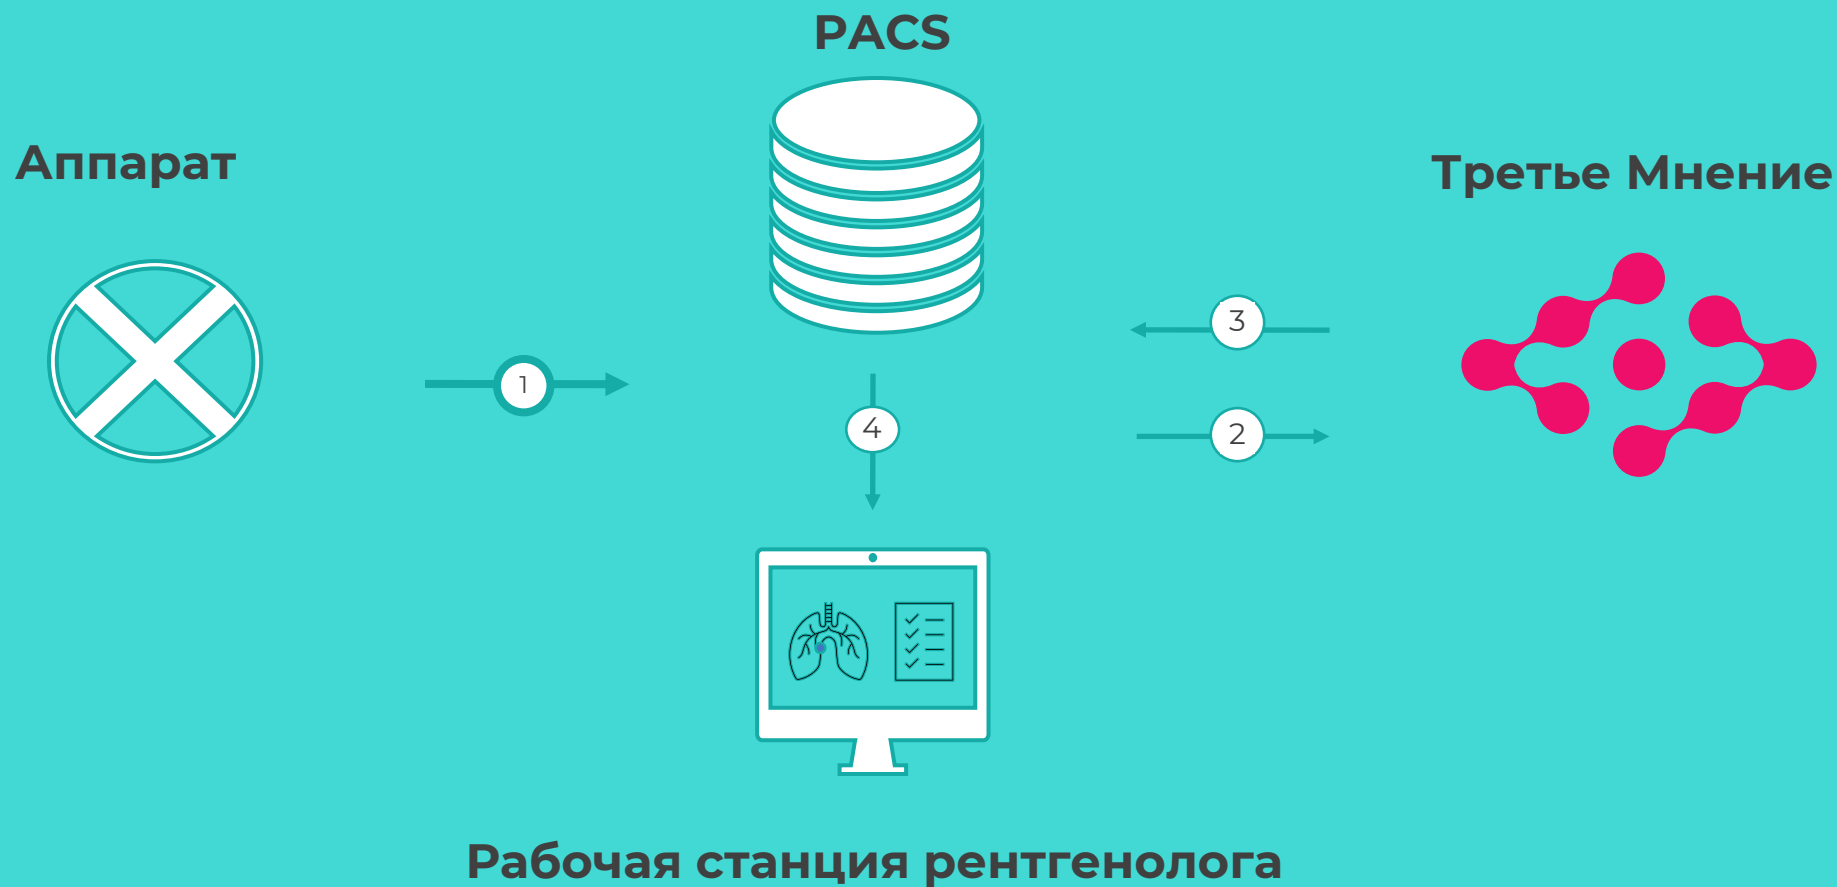 PACS
Аппарат
Третье Мнение
3
1
4
2
Рабочая станция рентгенолога